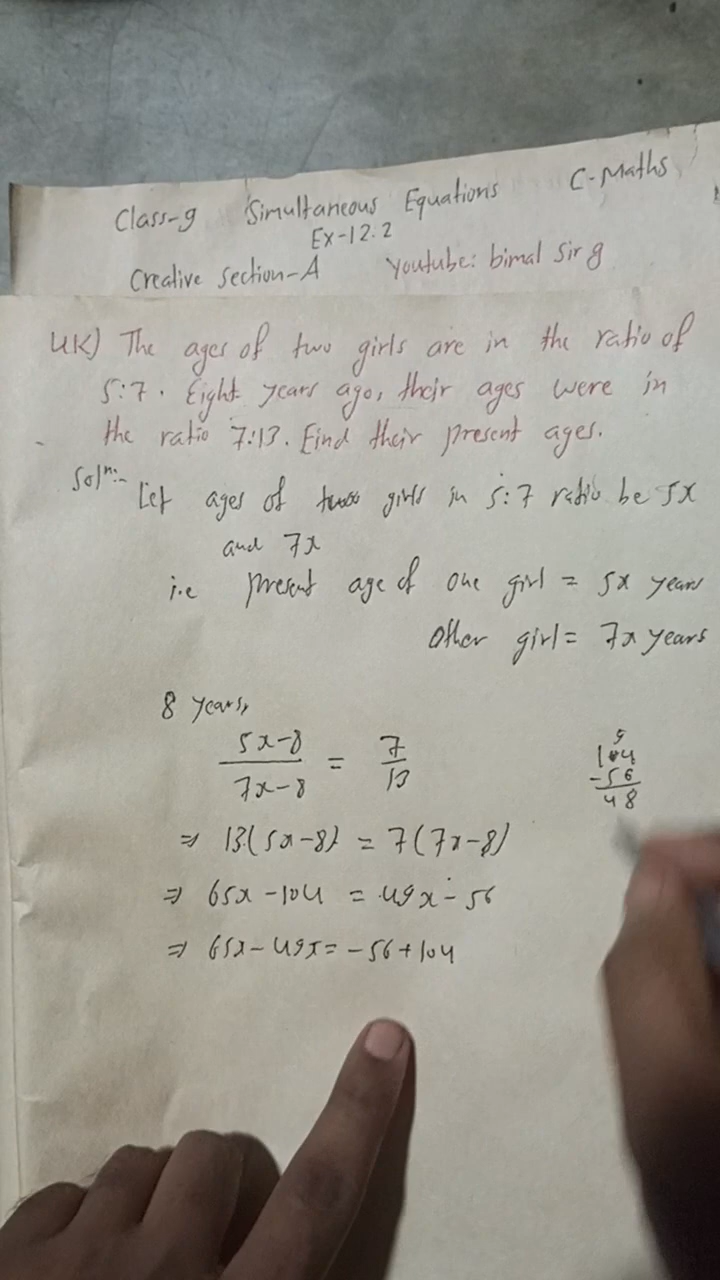 Class-9 Simultaneous Equations C-Maths
Ex-12.2
Creative section-A Youtube: bimal Sir g
4K) The ages of two girls are in the ratio of
5:7. Eight years ago, their ages were in
the ratio 7:13. Find their present ages.
Solⁿ:- Let ages of two girls in 5:7 ratio be 5x
and 7x
i.e present age of one girl = 5x years
Other girl = 7x years
8 years,
5x-8 / 7x-8 = 7 / 13
⇒ 13(5x-8) = 7(7x-8)
⇒ 65x - 104 = 49x - 56
⇒ 65x - 49x = -56 + 104
9
104
-56
48